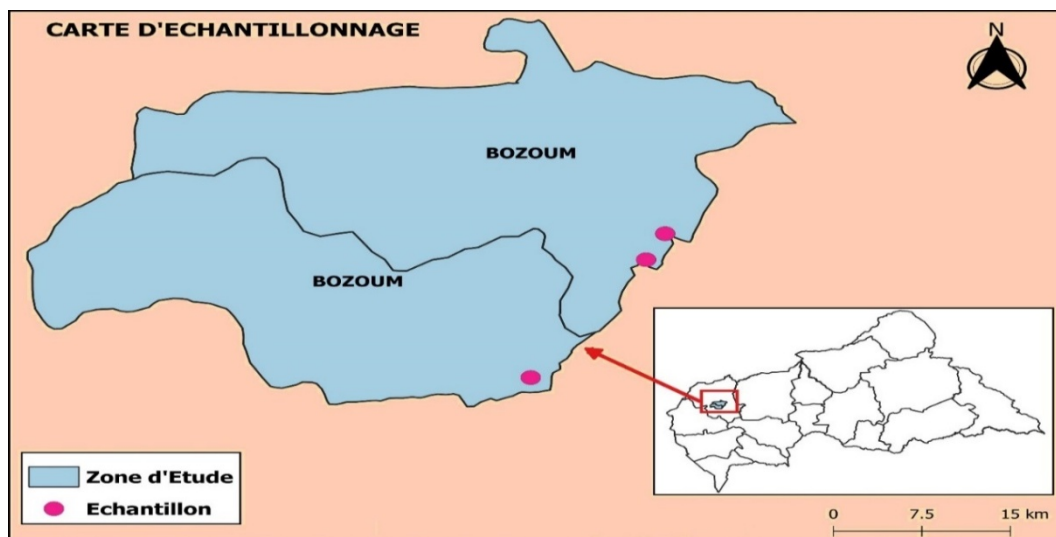 CARTE D'ECHANTILLONNAGE
N
BOZOUM
BOZOUM
Zone d'Etude
Echantillon
0 7.5 15 km